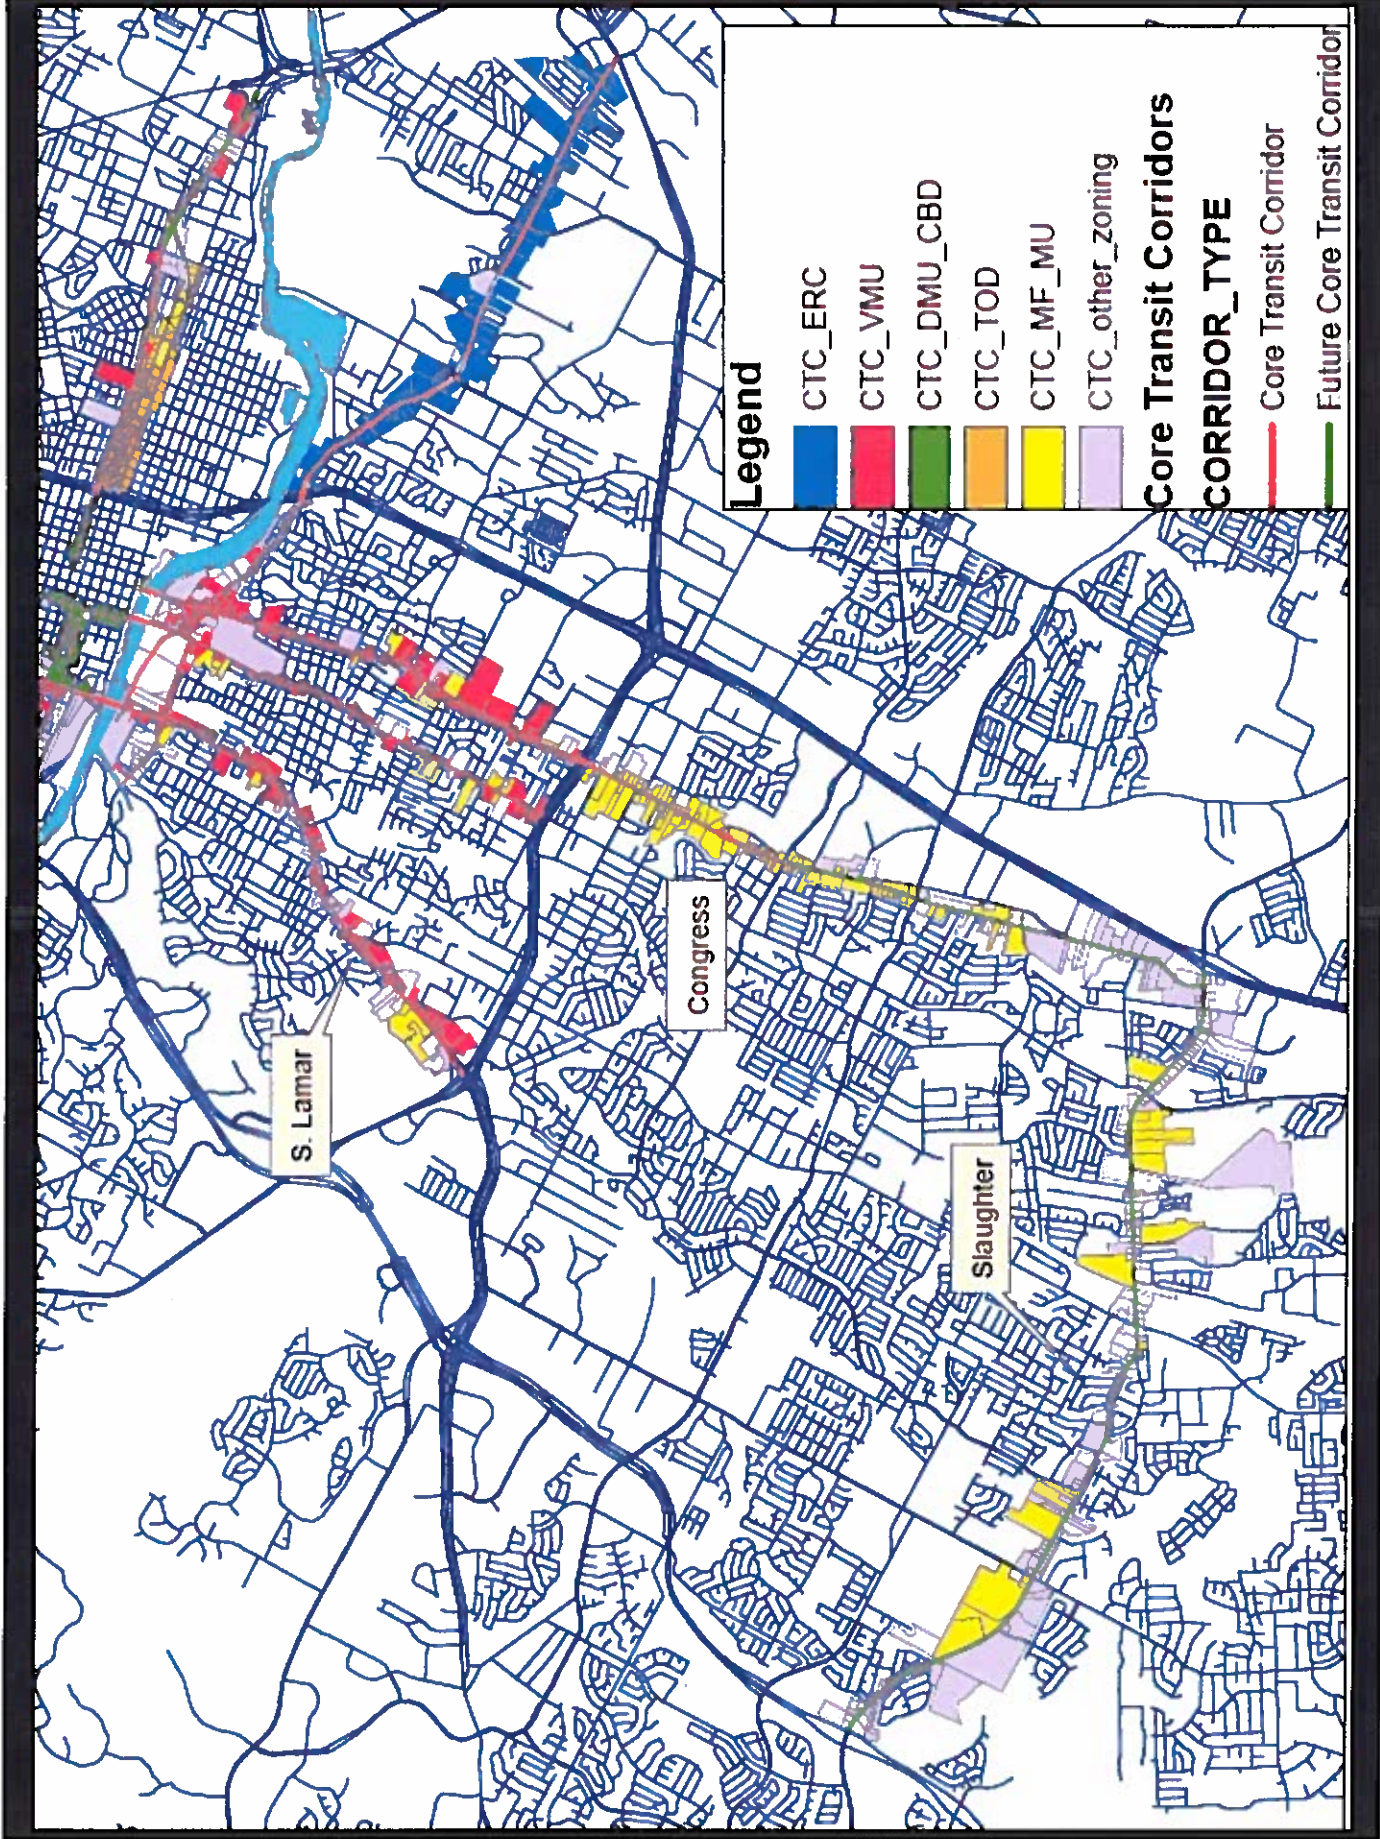 S. Lamar
Congress
Slaughter
Legend
CTC_ERC
CTC_VMU
CTC_DMU_CBD
CTC_TOD
CTC_MF_MU
CTC_other_zoning
Core Transit Corridors
CORRIDOR_TYPE
Core Transit Corridor
Future Core Transit Corridor